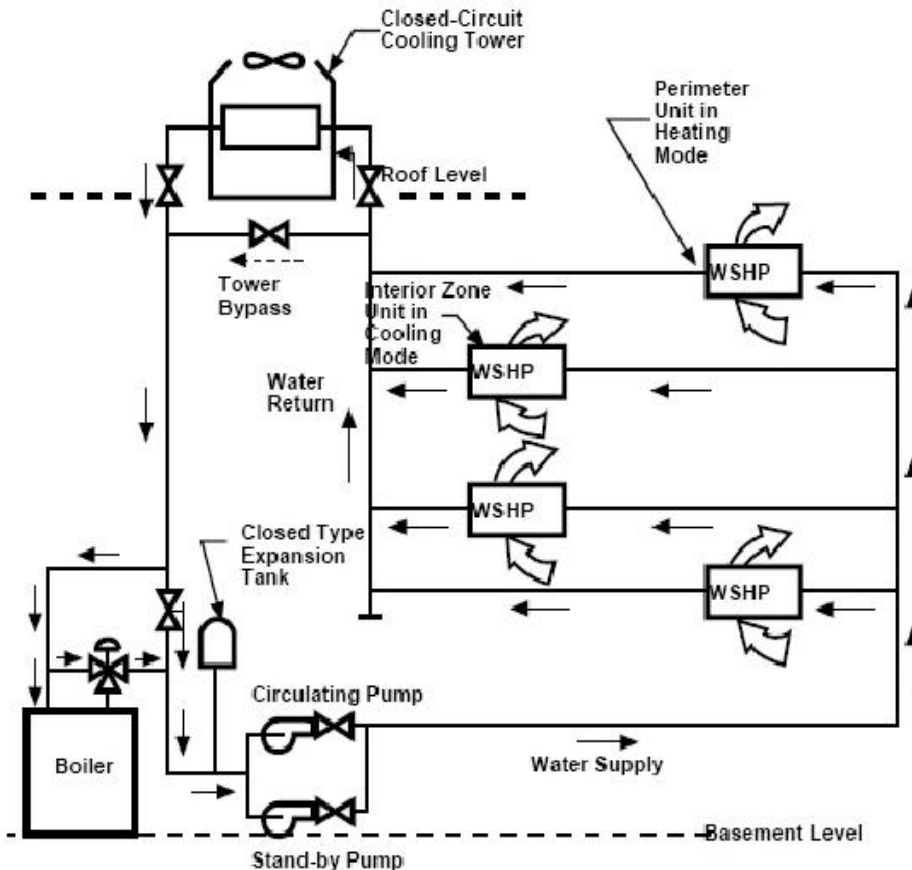 Closed-Circuit
Cooling Tower
Perimeter
Unit in
Heating
Mode
Roof Level
Tower
Bypass
WSHP
Interior Zone
Unit in
Cooling
Mode
WSHP
Water
Return
WSHP
Closed Type
Expansion
Tank
WSHP
Circulating Pump
Boiler
Water Supply
Basement Level
Stand-by Pump